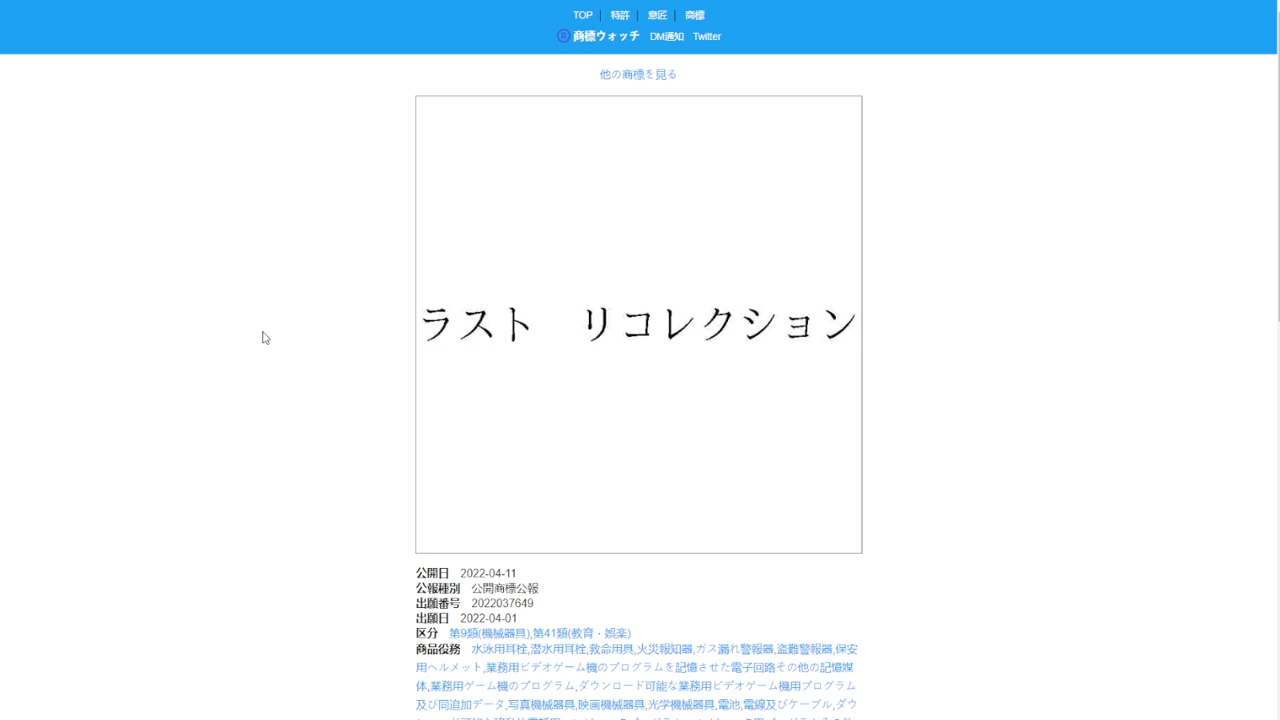 TOP | 特許 | 意匠 | 商標
® 商標ウォッチ DM通知 Twitter
他の商標を見る
ラスト　リコレクション
公開日 2022-04-11
公報種別 公開商標公報
出願番号 2022037649
出願日 2022-04-01
区分 第9類(機械器具),第41類(教育・娯楽)
商品役務 水泳用耳栓,潜水用耳栓,救命用具,火災報知器,ガス漏れ警報器,盗難警報器,保安
用ヘルメット,業務用ビデオゲーム機のプログラムを記憶させた電子回路その他の記憶媒
体,業務用ゲーム機のプログラム,ダウンロード可能な業務用ビデオゲーム機用プログラム
及び同追加データ,写真機械器具,映画機械器具,光学機械器具,電池,電線及びケーブル,ダウ